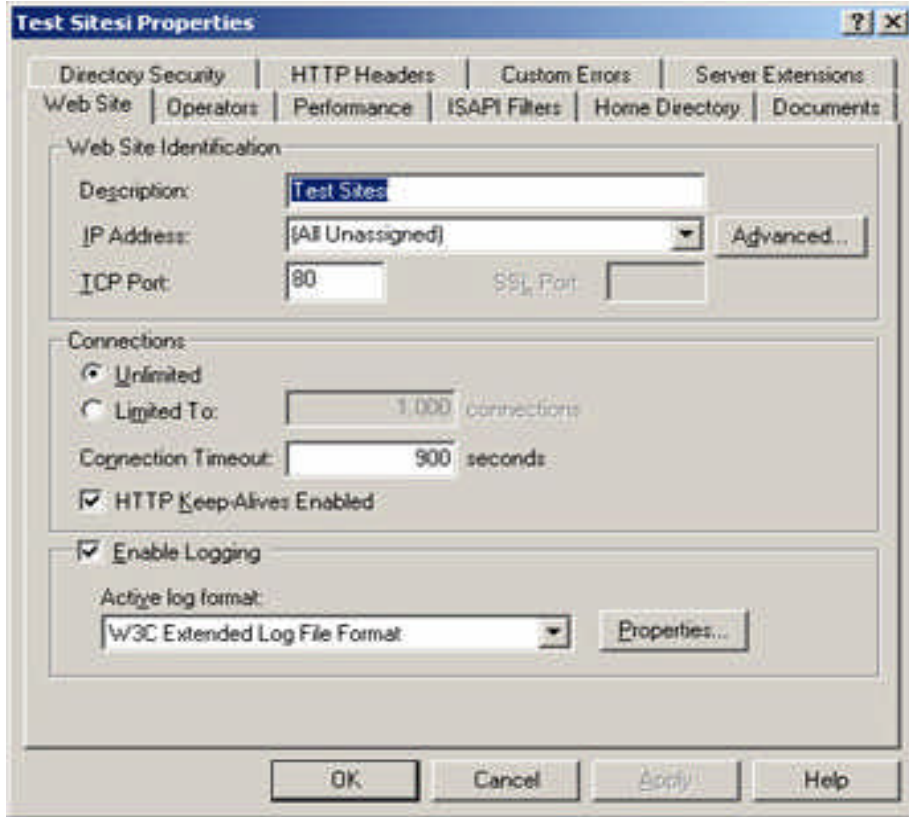 Test Sitesi Properties
Directory Security HTTP Headers Custom Errors Server Extensions
Web Site Operators Performance ISAPI Filters Home Directory Documents
Web Site Identification
Description: Test Sitesi
IP Address: (All Unassigned) Advanced...
TCP Port: 80 SSL Port:
Connections
Unlimited
Limited To: 1,000 connections
Connection Timeout: 900 seconds
HTTP Keep-Alives Enabled
Enable Logging
Active log format:
W3C Extended Log File Format Properties...
OK Cancel Apply Help